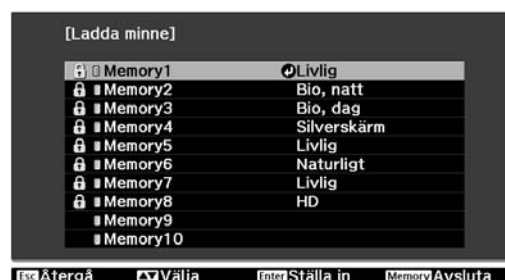 [Ladda minne]
Memory1 Livlig
Memory2 Bio, natt
Memory3 Bio, dag
Memory4 Silverskärm
Memory5 Livlig
Memory6 Naturligt
Memory7 Livlig
Memory8 HD
Memory9
Memory10
Esc Återgå Välja Enter Ställa in Memory Avsluta